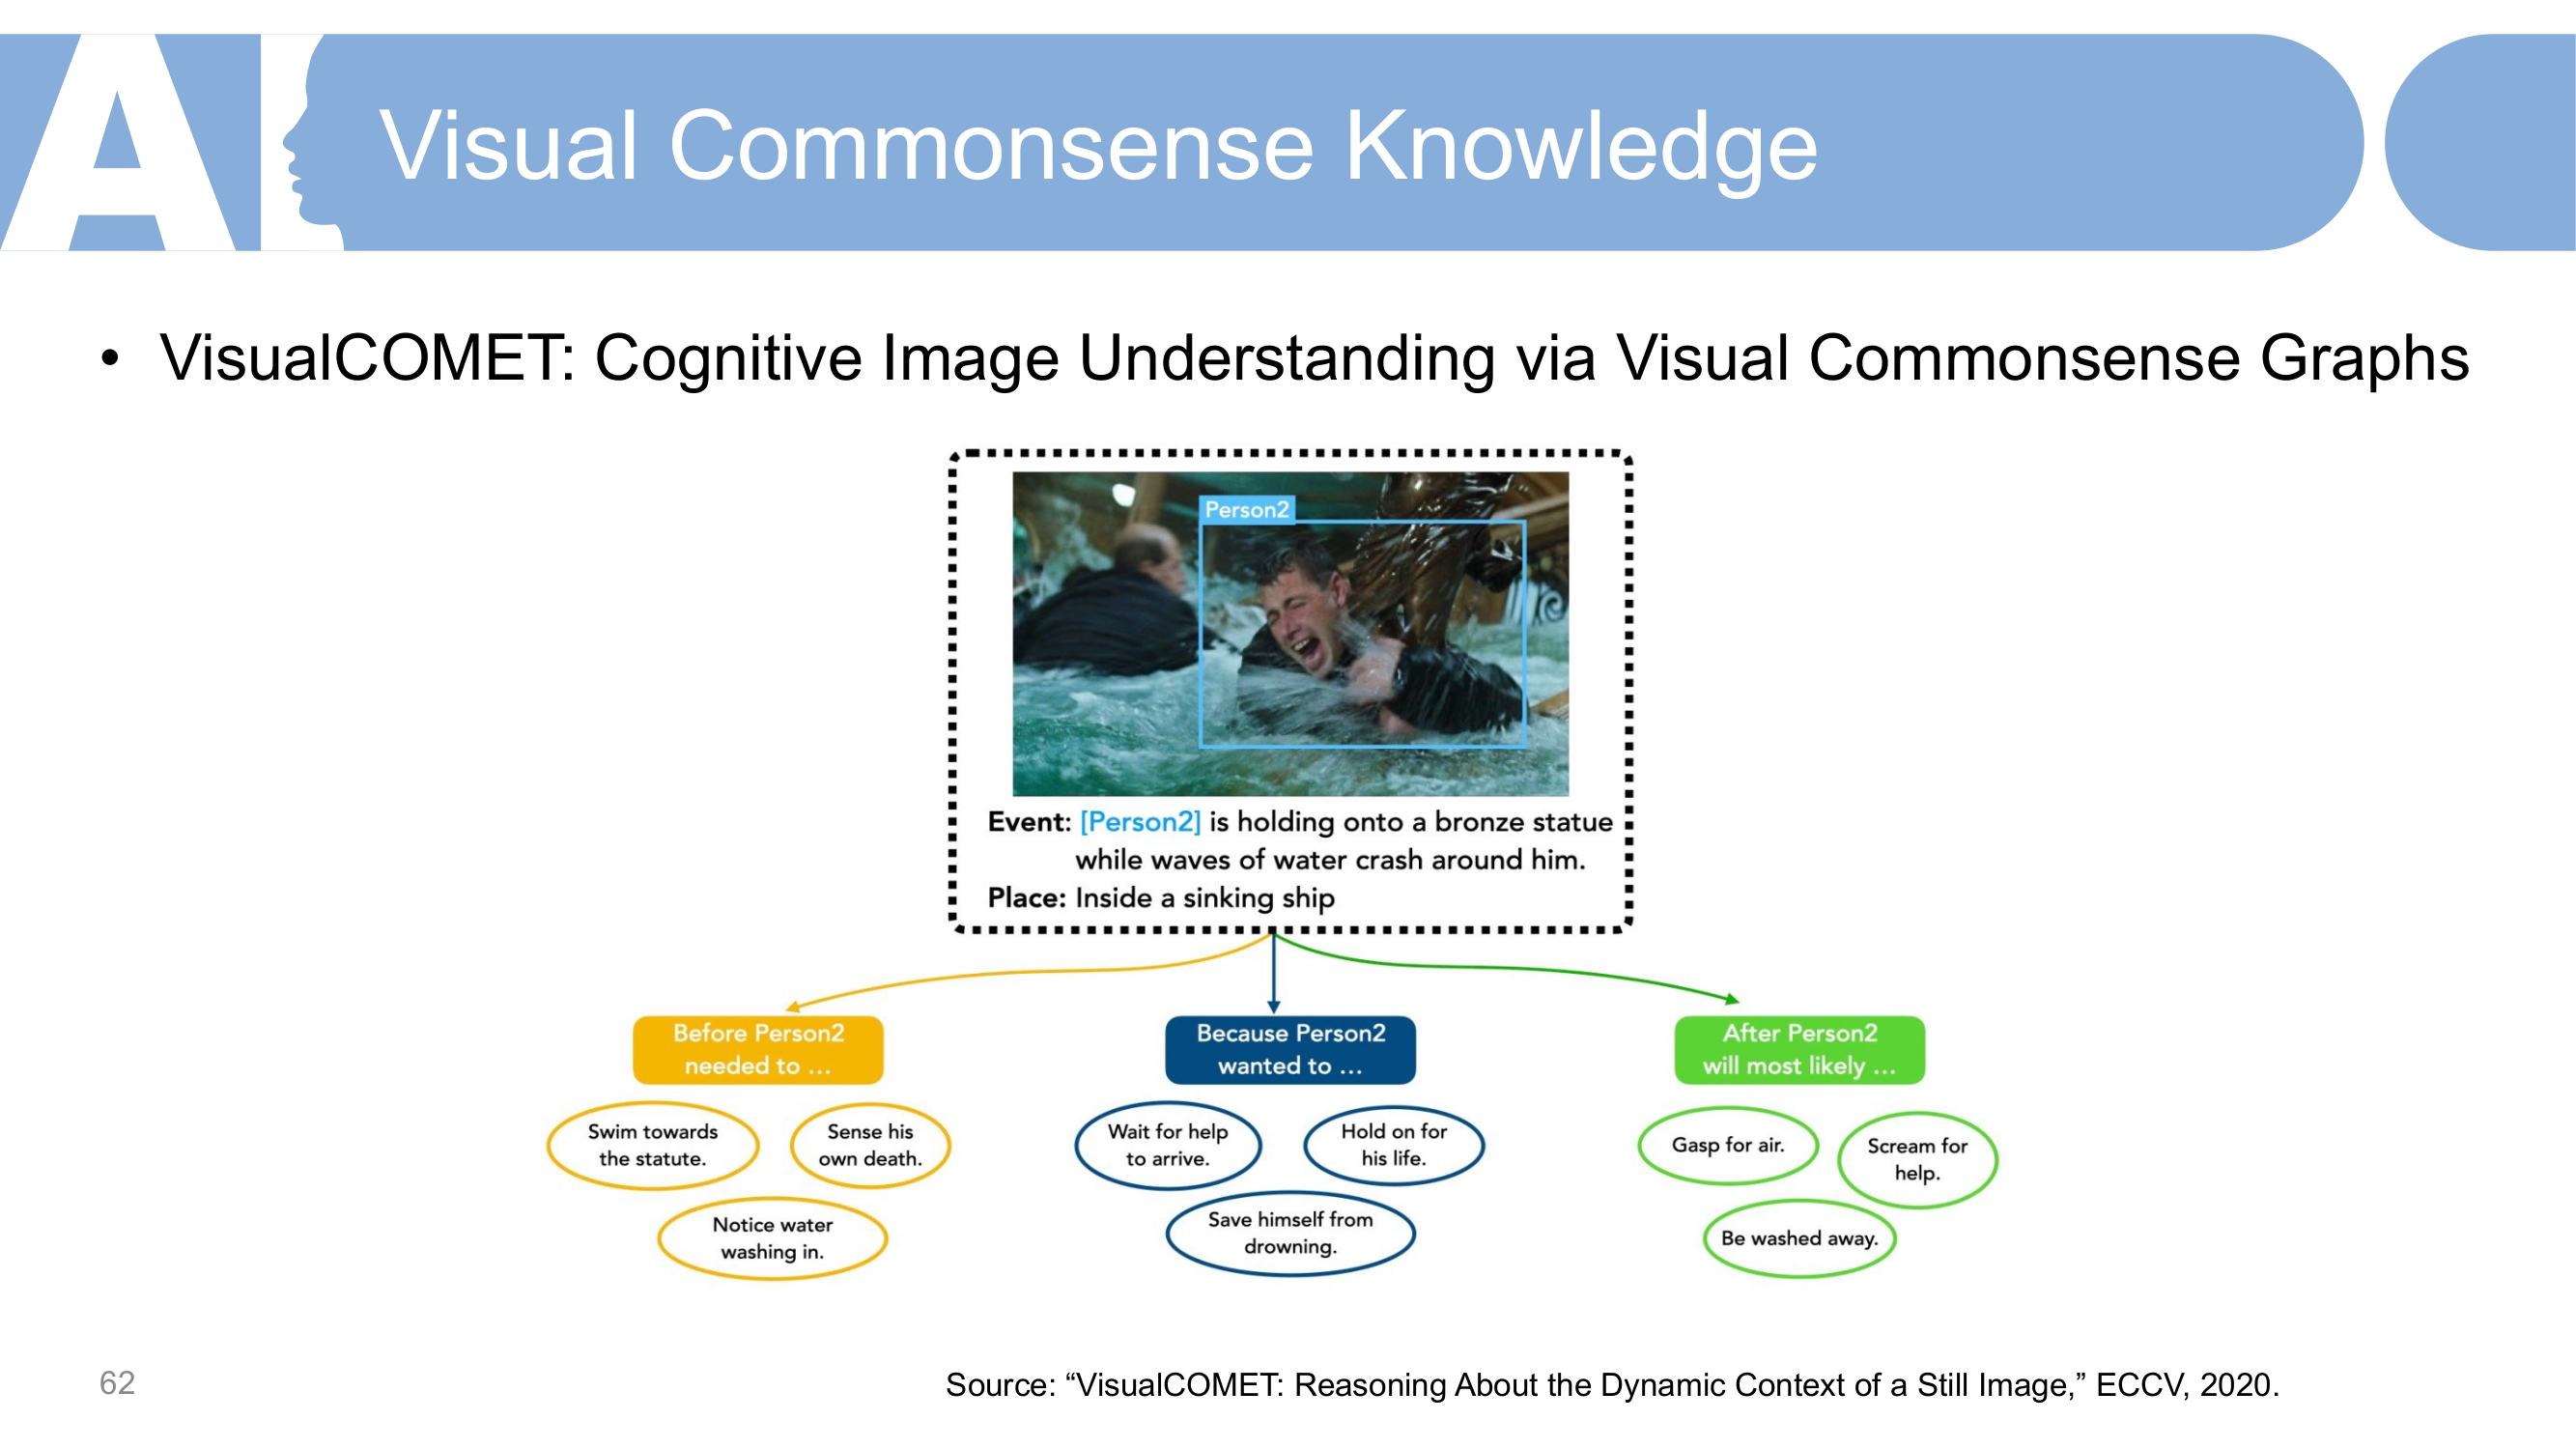 AI
Visual Commonsense Knowledge
• VisualCOMET: Cognitive Image Understanding via Visual Commonsense Graphs
Person2
Event: [Person2] is holding onto a bronze statue
while waves of water crash around him.
Place: Inside a sinking ship
Before Person2
needed to ...
Swim towards
the statute.
Sense his
own death.
Notice water
washing in.
Because Person2
wanted to ...
Wait for help
to arrive.
Hold on for
his life.
Save himself from
drowning.
After Person2
will most likely ...
Gasp for air.
Scream for
help.
Be washed away.
62
Source: “VisualCOMET: Reasoning About the Dynamic Context of a Still Image,” ECCV, 2020.